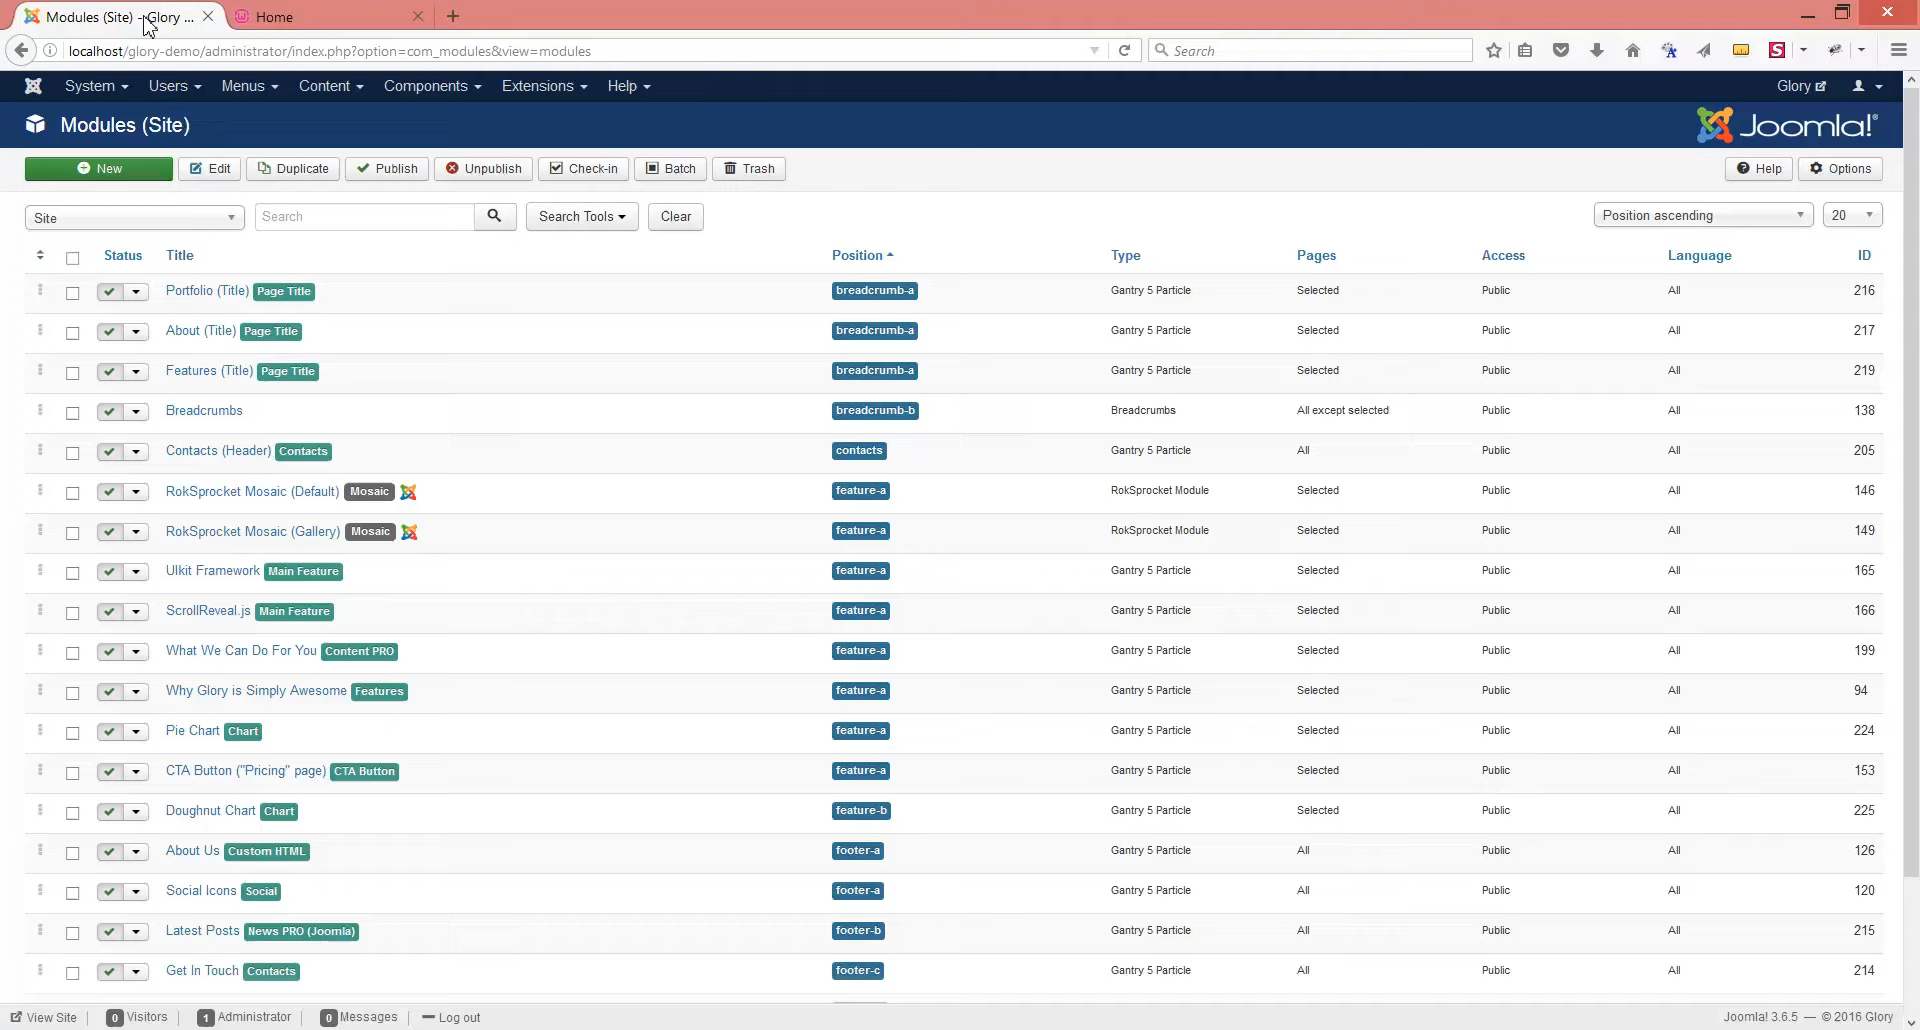 Modules (Site) - Glory ...
Home
localhost/glory-demo/administrator/index.php?option=com_modules&view=modules
Search
System Users Menus Content Components Extensions Help
Glory
Modules (Site)
Joomla!®
New Edit Duplicate Publish Unpublish Check-in Batch Trash Help Options
Site Search Search Tools Clear Position ascending 20
Status Title Position Type Pages Access Language ID
Portfolio (Title) Page Title breadcrumb-a Gantry 5 Particle Selected Public All 216
About (Title) Page Title breadcrumb-a Gantry 5 Particle Selected Public All 217
Features (Title) Page Title breadcrumb-a Gantry 5 Particle Selected Public All 219
Breadcrumbs breadcrumb-b Breadcrumbs All except selected Public All 138
Contacts (Header) Contacts contacts Gantry 5 Particle All Public All 205
RokSprocket Mosaic (Default) Mosaic feature-a RokSprocket Module Selected Public All 146
RokSprocket Mosaic (Gallery) Mosaic feature-a RokSprocket Module Selected Public All 149
UIkit Framework Main Feature feature-a Gantry 5 Particle Selected Public All 165
ScrollReveal.js Main Feature feature-a Gantry 5 Particle Selected Public All 166
What We Can Do For You Content PRO feature-a Gantry 5 Particle Selected Public All 199
Why Glory is Simply Awesome Features feature-a Gantry 5 Particle Selected Public All 94
Pie Chart Chart feature-a Gantry 5 Particle Selected Public All 224
CTA Button ("Pricing" page) CTA Button feature-a Gantry 5 Particle Selected Public All 153
Doughnut Chart Chart feature-b Gantry 5 Particle Selected Public All 225
About Us Custom HTML footer-a Gantry 5 Particle All Public All 126
Social Icons Social footer-a Gantry 5 Particle All Public All 120
Latest Posts News PRO (Joomla) footer-b Gantry 5 Particle All Public All 215
Get In Touch Contacts footer-c Gantry 5 Particle All Public All 214
View Site 0 Visitors 1 Administrator 0 Messages Log out Joomla! 3.6.5 — © 2016 Glory